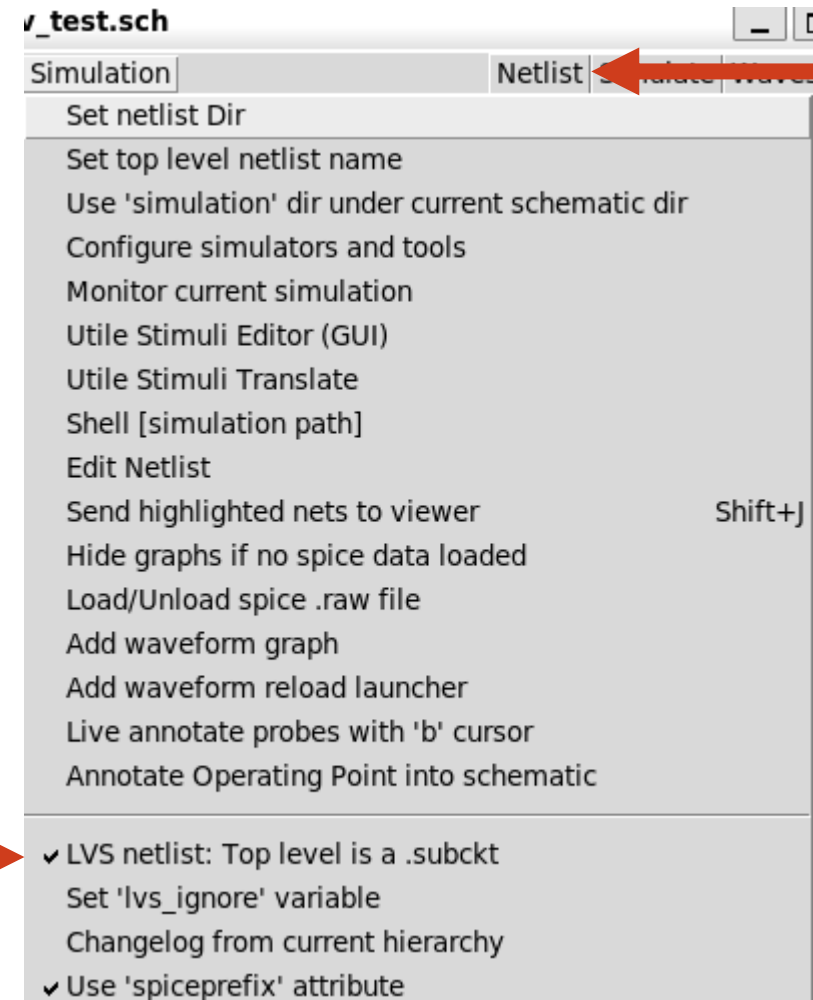 v_test.sch
Simulation Netlist Simulate Waves
Set netlist Dir
Set top level netlist name
Use 'simulation' dir under current schematic dir
Configure simulators and tools
Monitor current simulation
Utile Stimuli Editor (GUI)
Utile Stimuli Translate
Shell [simulation path]
Edit Netlist
Send highlighted nets to viewer Shift+J
Hide graphs if no spice data loaded
Load/Unload spice .raw file
Add waveform graph
Add waveform reload launcher
Live annotate probes with 'b' cursor
Annotate Operating Point into schematic
LVS netlist: Top level is a .subckt
Set 'lvs_ignore' variable
Changelog from current hierarchy
Use 'spiceprefix' attribute